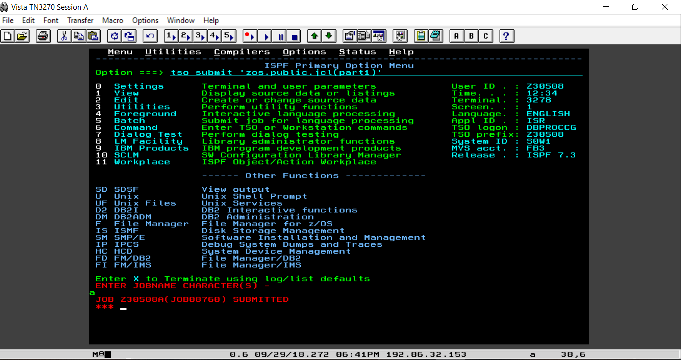 Vista TN3270 Session A
File Edit Font Transfer Macro Options Window Help
1 2 3 4 5 A B C ?
Menu Utilities Compilers Options Status Help
ISPF Primary Option Menu
Option ===> tso submit 'zos.public.jcl(part1)'
0 Settings Terminal and user parameters User ID . : Z30500
1 View Display source data or listings Time. . . : 12:34
2 Edit Create or change source data Terminal. : 3278
3 Utilities Perform utility functions Screen. . : 1
4 Foreground Interactive language processing Language. : ENGLISH
5 Batch Submit job for language processing Appl ID . : ISR
6 Command Enter TSO or Workstation commands TSO logon : DBPROCCG
7 Dialog Test Perform dialog testing TSO prefix: Z30500
8 LM Facility Library administrator functions System ID : S0W1
9 IBM Products IBM program development products MVS acct. : FB3
10 SCLM SW Configuration Library Manager Release . : ISPF 7.3
11 Workplace ISPF Object/Action Workplace
------ Other Functions -------------
SD SDSF View output
U Unix Unix Shell Prompt
UF Unix Files Unix Services
D2 DB2I DB2 Interactive functions
DM DB2ADM DB2 Administration
F File Manager File Manager for z/OS
IS ISMF Disk Storage Management
SM SMP/E Software Installation and Management
IP IPCS Debug System Dumps and Traces
HC HCD System Device Management
FD FM/DB2 File Manager/DB2
FI FM/IMS File Manager/IMS
Enter X to Terminate using log/list defaults
ENTER JOBNAME CHARACTER(S) -
a
JOB Z30500A(JOB00760) SUBMITTED
***
0.6 09/29/18.272 06:41PM 192.86.32.153 a 30,6